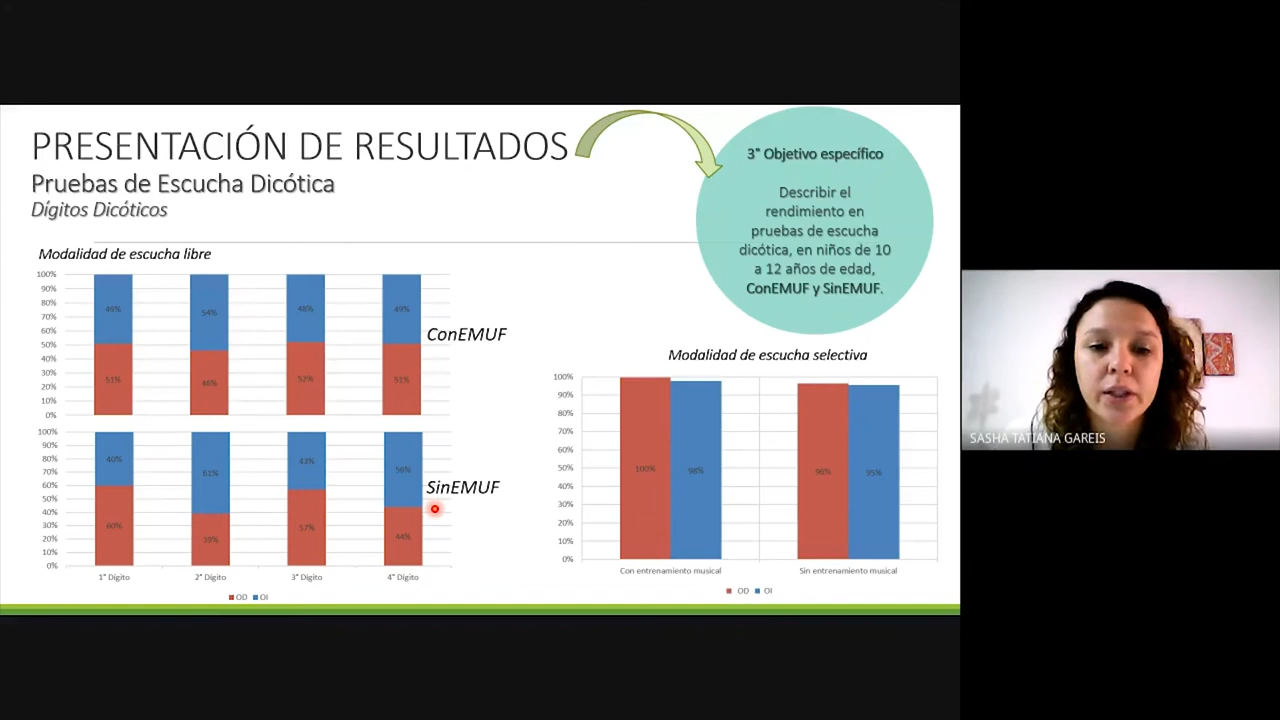 PRESENTACIÓN DE RESULTADOS
Pruebas de Escucha Dicótica
Dígitos Dicóticos
3° Objetivo específico
Describir el
rendimiento en
pruebas de escucha
dicótica, en niños de 10
a 12 años de edad,
ConEMUF y SinEMUF.
Modalidad de escucha libre
100%
90%
80%
70%
60%
50%
40%
30%
20%
10%
0%
49% 54% 48% 49%
51% 46% 52% 51%
ConEMUF
100%
90%
80%
70%
60%
50%
40%
30%
20%
10%
0%
40% 61% 43% 56%
60% 39% 57% 44%
SinEMUF
1° Dígito 2° Dígito 3° Dígito 4° Dígito
OD OI
Modalidad de escucha selectiva
100%
90%
80%
70%
60%
50%
40%
30%
20%
10%
0%
100% 98% 96% 95%
Con entrenamiento musical Sin entrenamiento musical
OD OI
SASHA TATIANA GAREIS